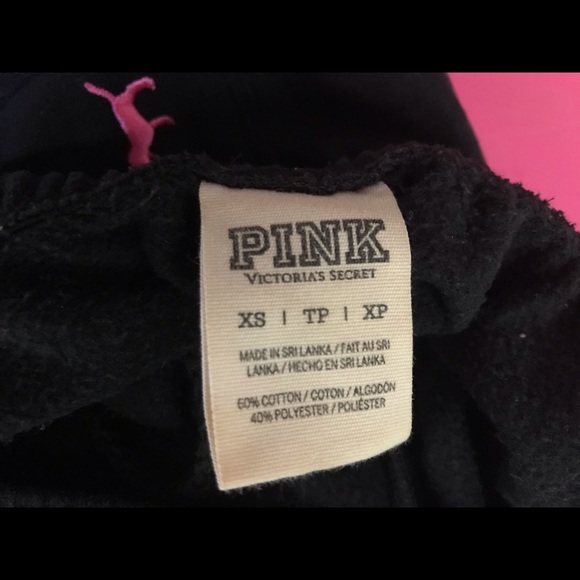 PINK
VICTORIA'S SECRET
XS | TP | XP
MADE IN SRI LANKA / FAIT AU SRI
LANKA / HECHO EN SRI LANKA
60% COTTON / COTON / ALGODÓN
40% POLYESTER / POLIÉSTER